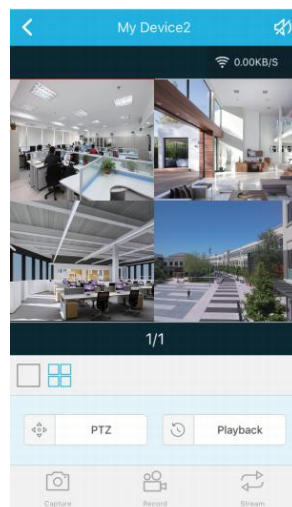 My Device2
0.00KB/S
1/1
PTZ
Playback
Capture
Record
Stream